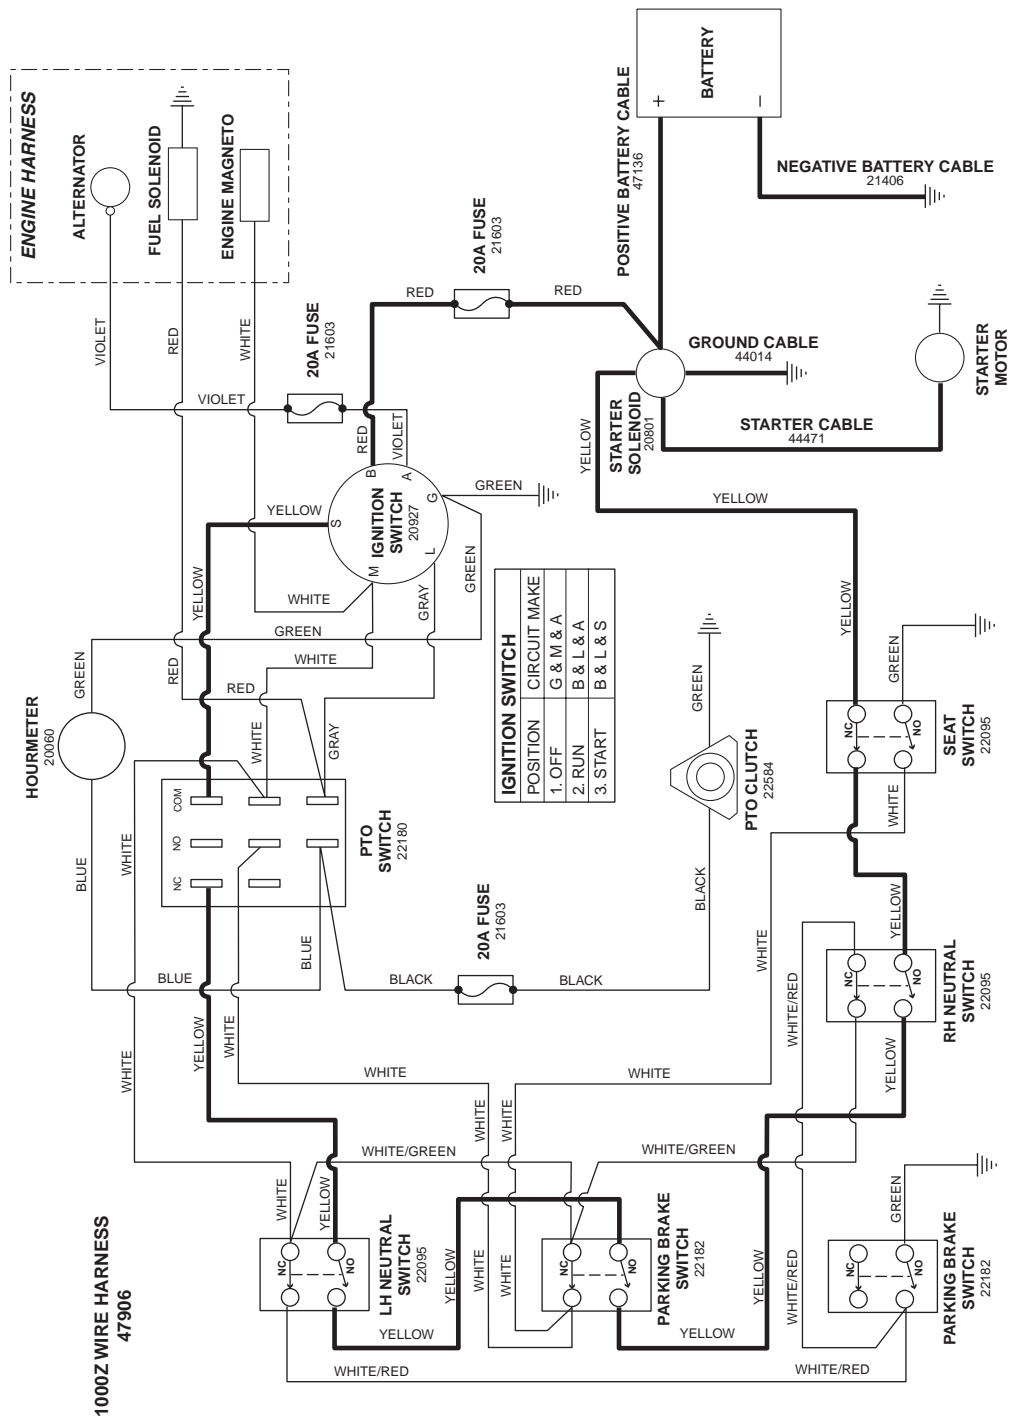 1000Z WIRE HARNESS
47906
ENGINE HARNESS
ALTERNATOR
FUEL SOLENOID
ENGINE MAGNETO
VIOLET
RED
WHITE
20A FUSE
21603
VIOLET
VIOLET
RED
RED
RED
20A FUSE
21603
BATTERY
+
–
POSITIVE BATTERY CABLE
47136
NEGATIVE BATTERY CABLE
21406
GROUND CABLE
44014
STARTER
SOLENOID
20801
STARTER CABLE
44471
STARTER
MOTOR
YELLOW
YELLOW
IGNITION
SWITCH
20927
B
A
G
L
M
S
YELLOW
YELLOW
GREEN
GREEN
GREEN
GREEN
GRAY
WHITE
WHITE
RED
RED
WHITE
GRAY
HOURMETER
20060
BLUE
BLUE
BLUE
WHITE
PTO
SWITCH
22180
COM
NO
NC
IGNITION SWITCH
POSITION
CIRCUIT MAKE
1. OFF
G & M & A
2. RUN
B & L & A
3. START
B & L & S
BLACK
20A FUSE
21603
BLACK
BLACK
PTO CLUTCH
22584
GREEN
YELLOW
GREEN
SEAT
SWITCH
22095
NC
NO
WHITE
WHITE
YELLOW
RH NEUTRAL
SWITCH
22095
NC
NO
WHITE/RED
YELLOW
YELLOW
WHITE
WHITE
WHITE
WHITE
WHITE
WHITE
WHITE/GREEN
WHITE/GREEN
WHITE
YELLOW
LH NEUTRAL
SWITCH
22095
NC
NO
YELLOW
YELLOW
WHITE
WHITE
PARKING BRAKE
SWITCH
22182
NC
NO
YELLOW
YELLOW
WHITE/RED
WHITE/RED
WHITE/RED
GREEN
PARKING BRAKE
SWITCH
22182
NC
NO